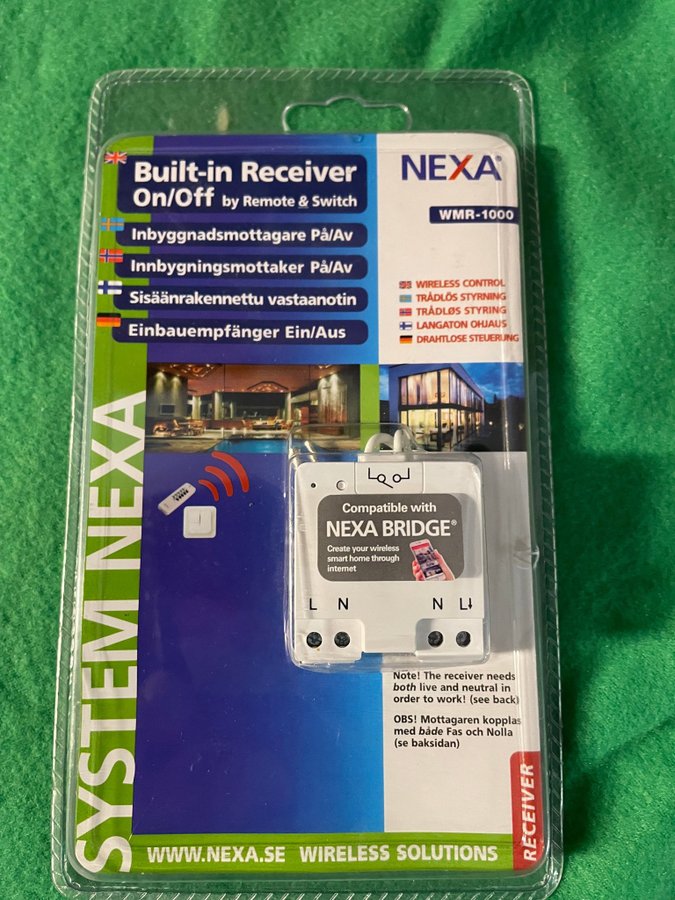 Built-in Receiver
On/Off by Remote & Switch
NEXA®
WMR-1000
Inbyggnadsmottagare På/Av
Innbygningsmottaker På/Av
Sisäänrakennettu vastaanotin
Einbauempfänger Ein/Aus
WIRELESS CONTROL
TRÅDLÖS STYRNING
TRÅDLØS STYRING
LANGATON OHJAUS
DRAHTLOSE STEUERUNG
SYSTEM NEXA
Compatible with
NEXA BRIDGE®
Create your wireless
smart home through
internet
L N N L↓
Note! The receiver needs
both live and neutral in
order to work! (see back)
OBS! Mottagaren kopplas
med både Fas och Nolla
(se baksidan)
RECEIVER
WWW.NEXA.SE WIRELESS SOLUTIONS